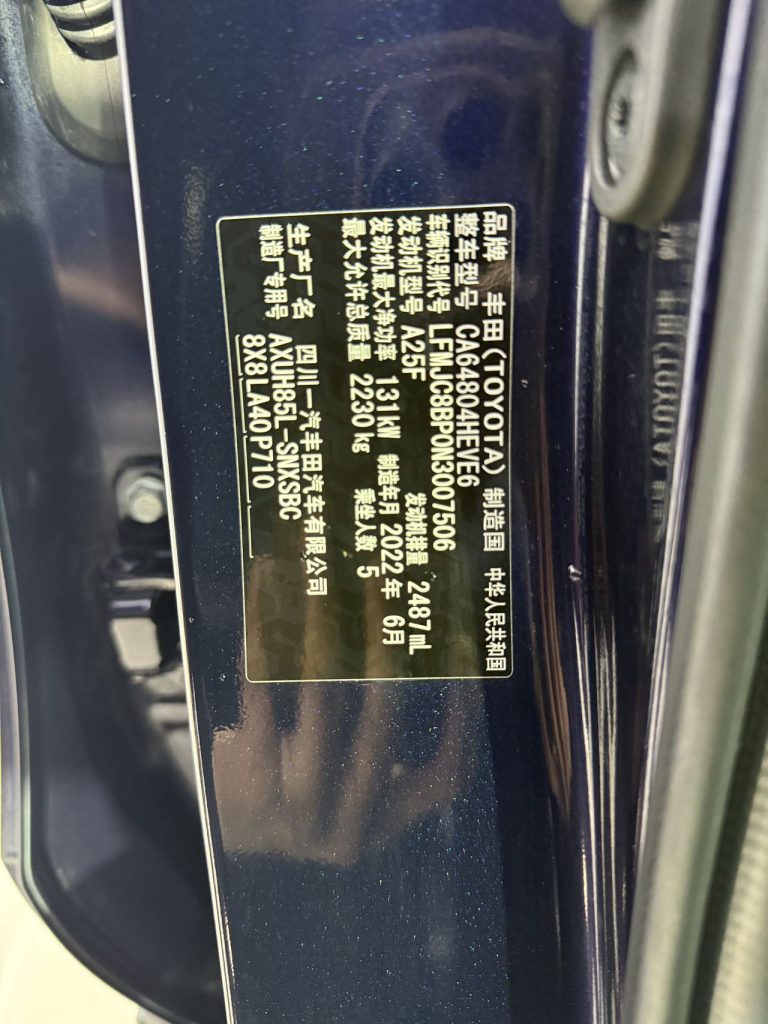 品牌 丰田(TOYOTA) 制造国 中华人民共和国
整车型号 CA64804HEVE6
车辆识别代号 LFMJC8BP0N3007506
发动机型号 A25F 发动机排量 2487 mL
发动机最大净功率 131kW 制造年月 2022年 6月
最大允许总质量 2230kg 乘坐人数 5
生产厂名 四川一汽丰田汽车有限公司
制造厂专用号 AXUH85L-SNXSBC
8X8 LA40 P710